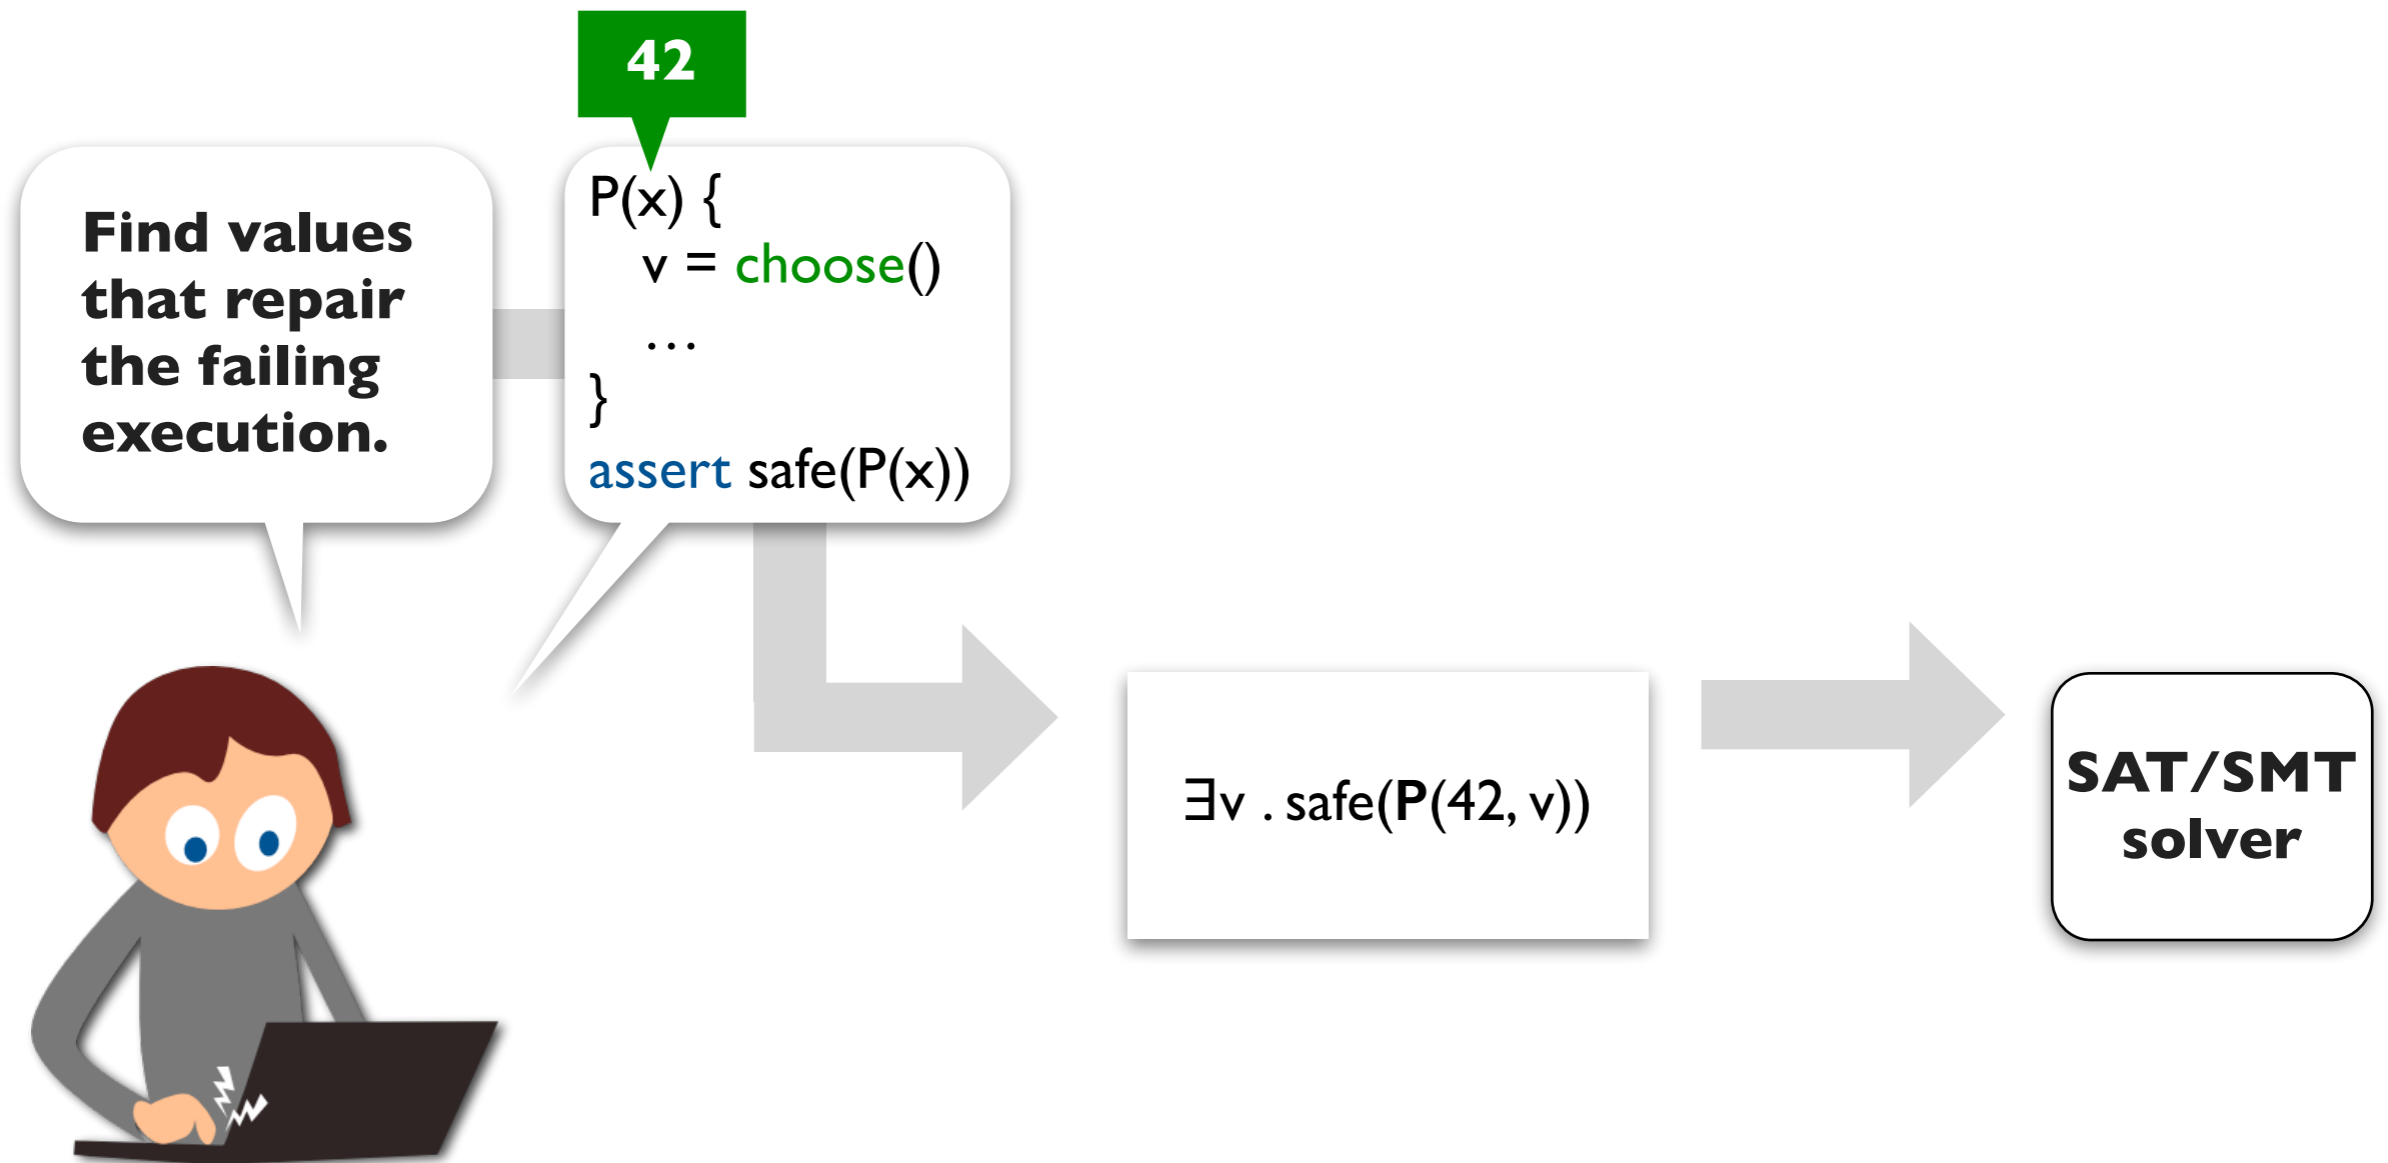 42
Find values
that repair
the failing
execution.
P(x) {
v = choose()
…
}
assert safe(P(x))
∃v . safe(P(42, v))
SAT/SMT
solver